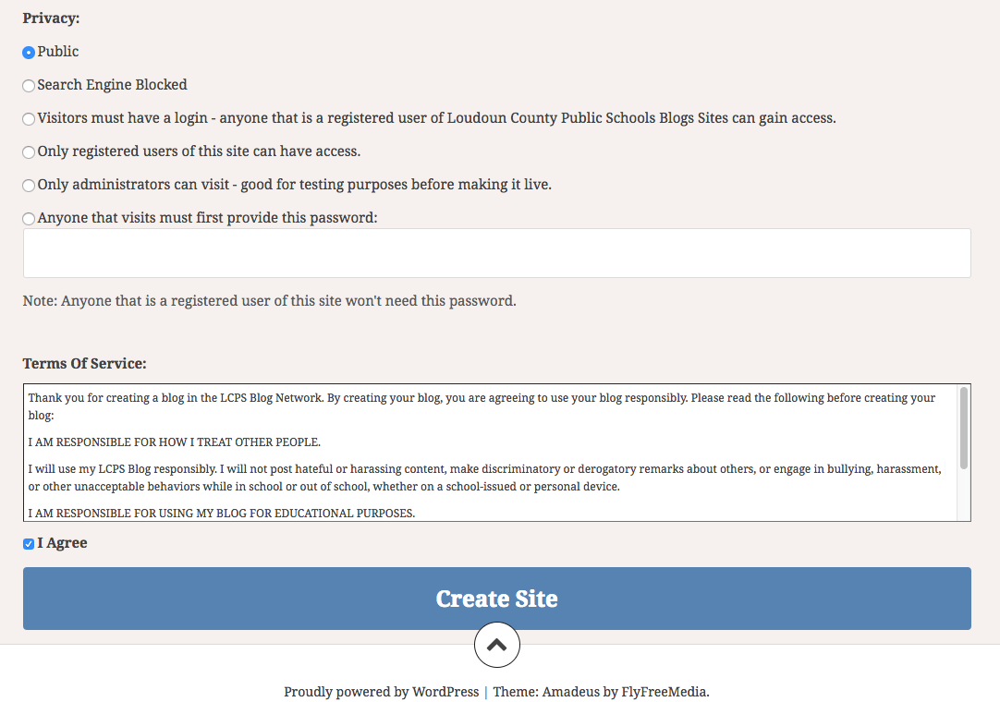 Privacy:
Public
Search Engine Blocked
Visitors must have a login - anyone that is a registered user of Loudoun County Public Schools Blogs Sites can gain access.
Only registered users of this site can have access.
Only administrators can visit - good for testing purposes before making it live.
Anyone that visits must first provide this password:
Note: Anyone that is a registered user of this site won't need this password.
Terms Of Service:
Thank you for creating a blog in the LCPS Blog Network. By creating your blog, you are agreeing to use your blog responsibly. Please read the following before creating your
blog:
I AM RESPONSIBLE FOR HOW I TREAT OTHER PEOPLE.
I will use my LCPS Blog responsibly. I will not post hateful or harassing content, make discriminatory or derogatory remarks about others, or engage in bullying, harassment,
or other unacceptable behaviors while in school or out of school, whether on a school-issued or personal device.
I AM RESPONSIBLE FOR USING MY BLOG FOR EDUCATIONAL PURPOSES.
I Agree
Create Site
Proudly powered by WordPress | Theme: Amadeus by FlyFreeMedia.